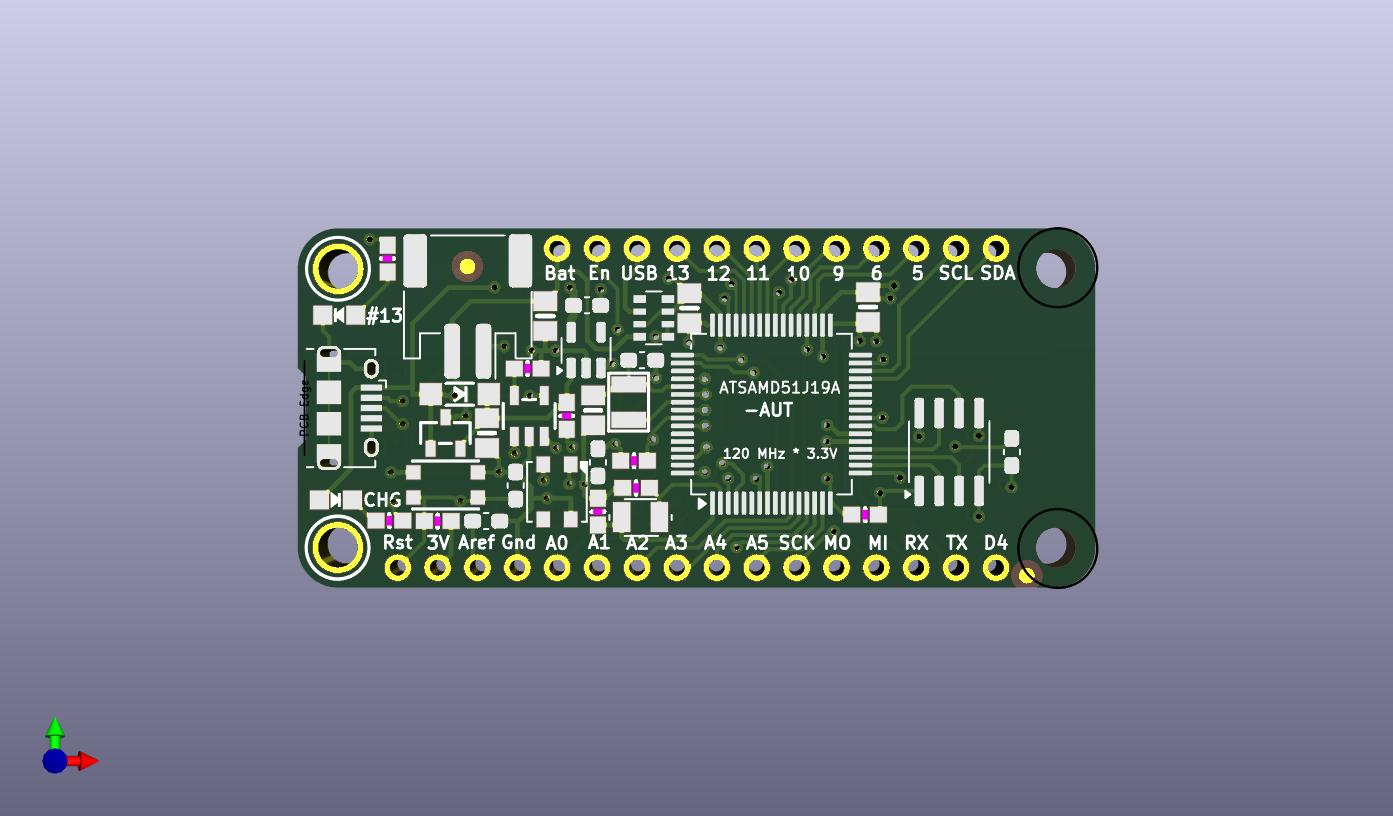 Bat En USB 13 12 11 10 9 6 5 SCL SDA
#13
PCB Edge
ATSAMD51J19A
-AUT
120 MHz * 3.3V
CHG
Rst 3V Aref Gnd A0 A1 A2 A3 A4 A5 SCK MO MI RX TX D4